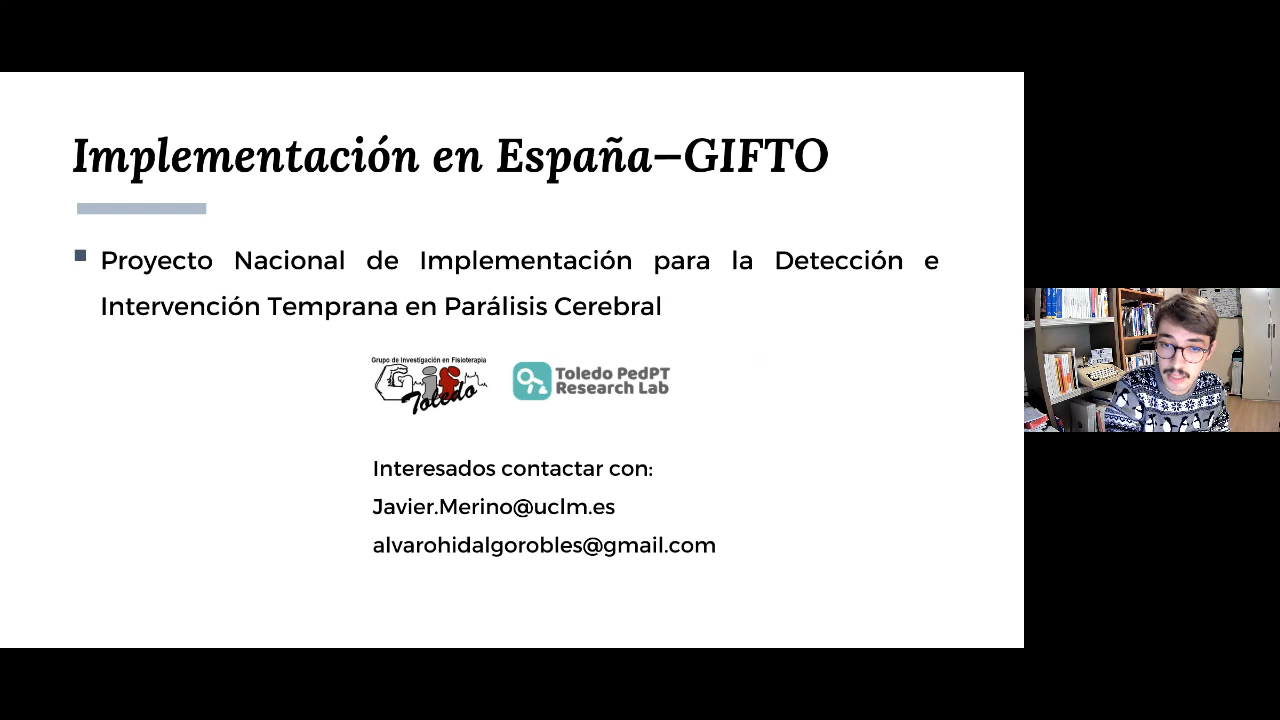 Implementación en España—GIFTO
Proyecto Nacional de Implementación para la Detección e
Intervención Temprana en Parálisis Cerebral
Grupo de Investigación en Fisioterapia
Toledo
Toledo PedPT
Research Lab
Interesados contactar con:
Javier.Merino@uclm.es
alvarohidalgorobles@gmail.com